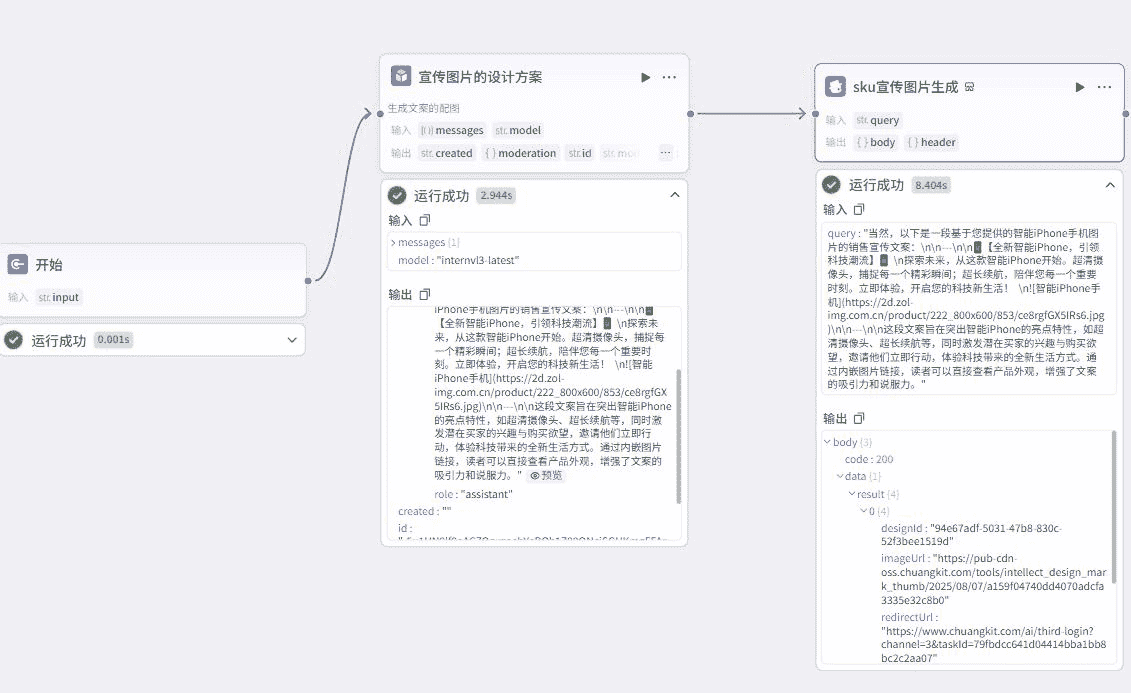 开始
输入 str. input
运行成功 0.001s
宣传图片的设计方案
生成文案的配图
输入 [()] messages str. model
输出 str. created { } moderation str. id str. mo
运行成功 2.944s
输入
messages {1}
model : "internvl3-latest"
输出
iPhone手机图片的销售宣传文案：\n\n---\n\n
【全新智能iPhone，引领科技潮流】 \n探索未
来，从这款智能iPhone开始。超清摄像头，捕捉每
一个精彩瞬间；超长续航，陪伴您每一个重要时
刻。立即体验，开启您的科技新生活！ \n![智能
iPhone手机](https://2d.zol-
img.com.cn/product/222_800x600/853/ce8rgfGX
5IRs6.jpg)\n\n---\n\n这段文案旨在突出智能iPhone
的亮点特性，如超清摄像头、超长续航等，同时激
发潜在买家的兴趣与购买欲望，邀请他们立即行
动，体验科技带来的全新生活方式。通过内嵌图片
链接，读者可以直接查看产品外观，增强了文案的
吸引力和说服力。" 预览
role : "assistant"
created : ""
id :
sku宣传图片生成
输入 str. query
输出 { } body { } header
运行成功 8.404s
输入
query : "当然，以下是一段基于您提供的智能iPhone手机图
片的销售宣传文案：\n\n---\n\n【全新智能iPhone，引领
科技潮流】 \n探索未来，从这款智能iPhone开始。超清摄
像头，捕捉每一个精彩瞬间；超长续航，陪伴您每一个重要
时刻。立即体验，开启您的科技新生活！ \n![智能iPhone手
机](https://2d.zol-
img.com.cn/product/222_800x600/853/ce8rgfGX5IRs6.jpg
)\n\n---\n\n这段文案旨在突出智能iPhone的亮点特性，如超
清摄像头、超长续航等，同时激发潜在买家的兴趣与购买欲
望，邀请他们立即行动，体验科技带来的全新生活方式。通
过内嵌图片链接，读者可以直接查看产品外观，增强了文案
的吸引力和说服力。"
输出
body {3}
code : 200
data {1}
result {4}
0 {4}
designId : "94e67adf-5031-47b8-830c-
52f3bee1519d"
imageUrl : "https://pub-cdn-
oss.chuangkit.com/tools/intellect_design_mar
k_thumb/2025/08/07/a159f04740dd4070adcfa
3335e32c8b0"
redirectUrl :
"https://www.chuangkit.com/ai/third-login?
channel=3&taskId=79fbdcc641d04414bba1bb8
bc2c2aa07"